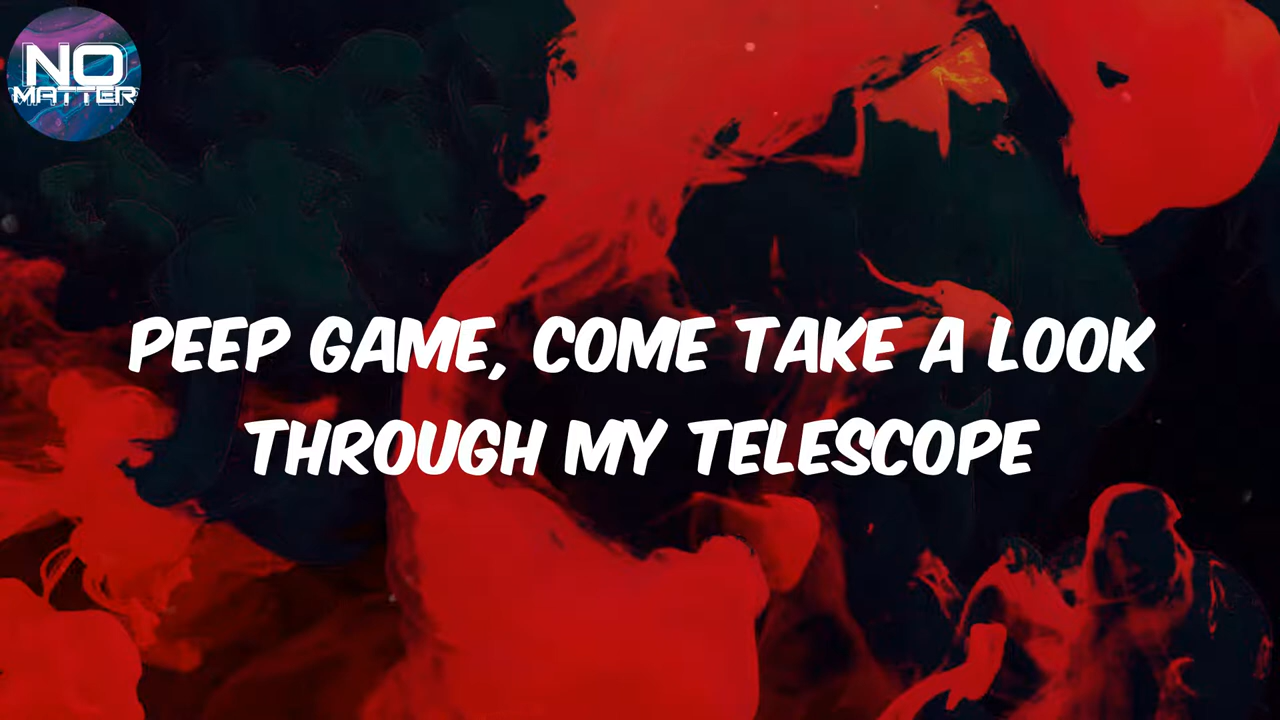 NO
MATTER
PEEP GAME, COME TAKE A LOOK
THROUGH MY TELESCOPE